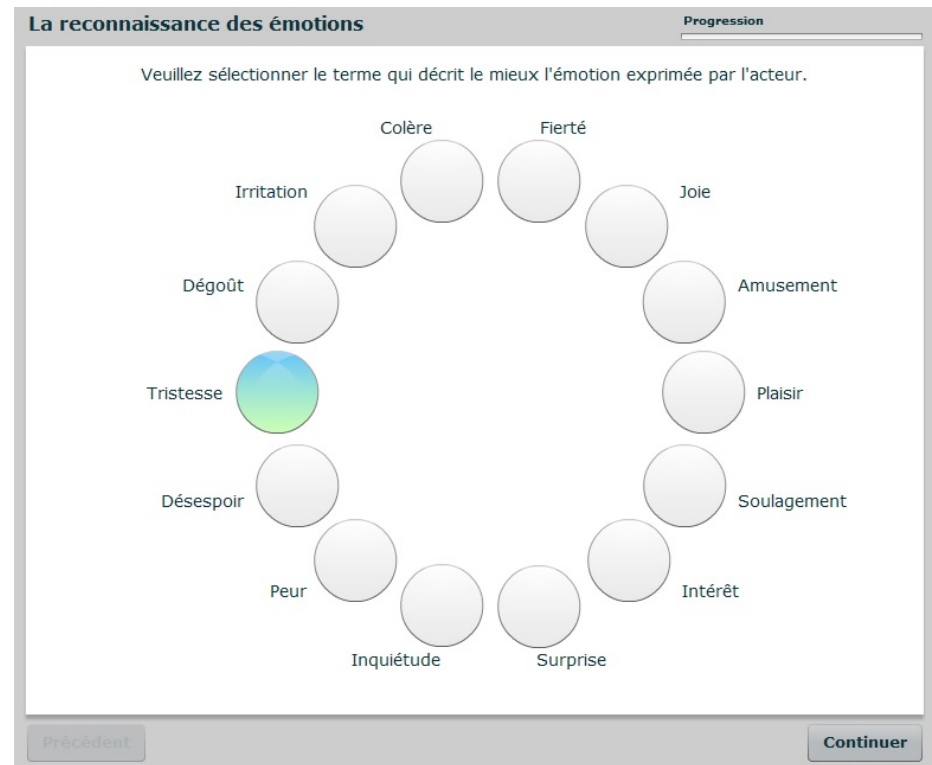 La reconnaissance des émotions
Progression
Veuillez sélectionner le terme qui décrit le mieux l'émotion exprimée par l'acteur.
Colère
Fierté
Irritation
Joie
Dégoût
Amusement
Tristesse
Plaisir
Désespoir
Soulagement
Peur
Intérêt
Inquiétude
Surprise
Précédent
Continuer